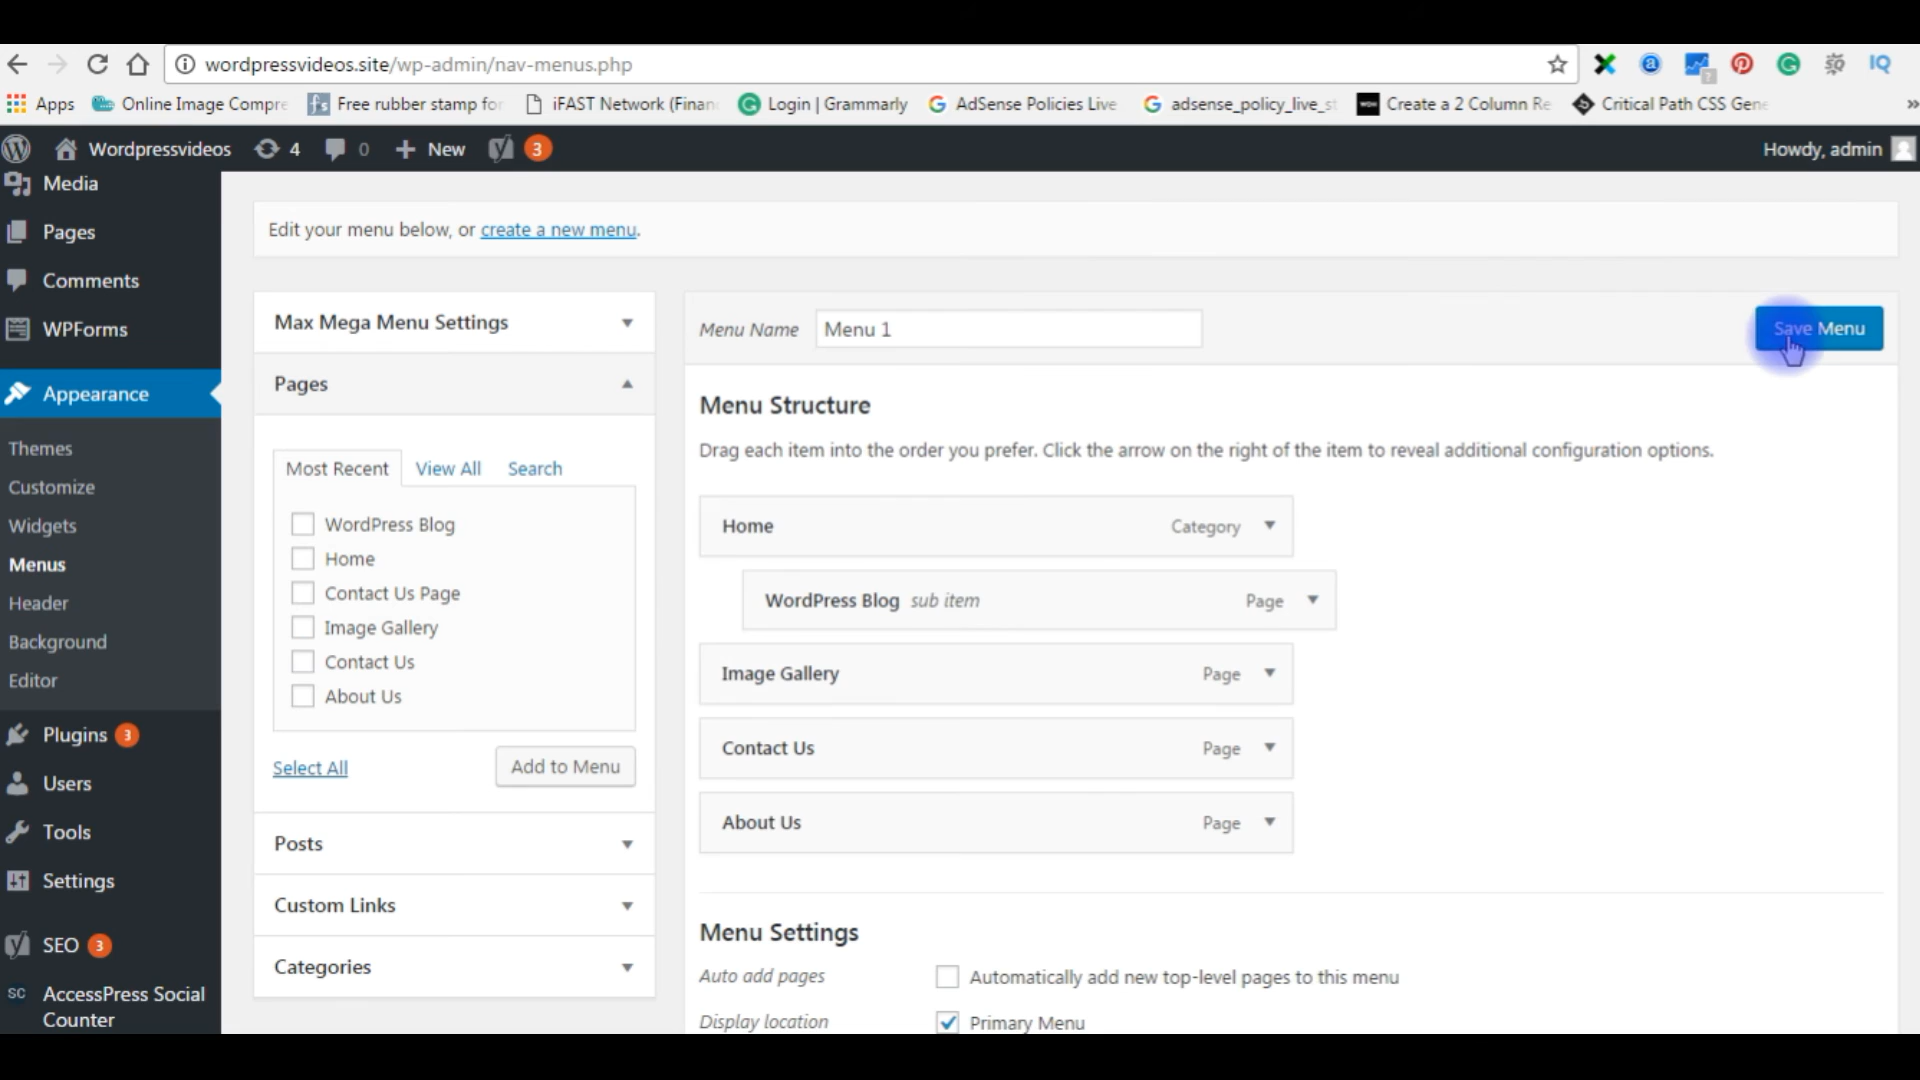 wordpressvideos.site/wp-admin/nav-menus.php
IQ
Apps
Online Image Compre
Free rubber stamp fo
iFAST Network (Finan
Login | Grammarly
AdSense Policies Live
adsense_policy_live_s
Create a 2 Column Re
Critical Path CSS Gen
»
Wordpressvideos
4
0
New
3
Howdy, admin
Media
Pages
Comments
WPForms
Appearance
Themes
Customize
Widgets
Menus
Header
Background
Editor
Plugins 3
Users
Tools
Settings
SEO 3
SC AccessPress Social
Counter
Edit your menu below, or create a new menu.
Max Mega Menu Settings
Pages
Most Recent
View All
Search
WordPress Blog
Home
Contact Us Page
Image Gallery
Contact Us
About Us
Select All
Add to Menu
Posts
Custom Links
Categories
Menu Name
Menu 1
Save Menu
Menu Structure
Drag each item into the order you prefer. Click the arrow on the right of the item to reveal additional configuration options.
Home Category
WordPress Blog sub item Page
Image Gallery Page
Contact Us Page
About Us Page
Menu Settings
Auto add pages
Automatically add new top-level pages to this menu
Display location
Primary Menu